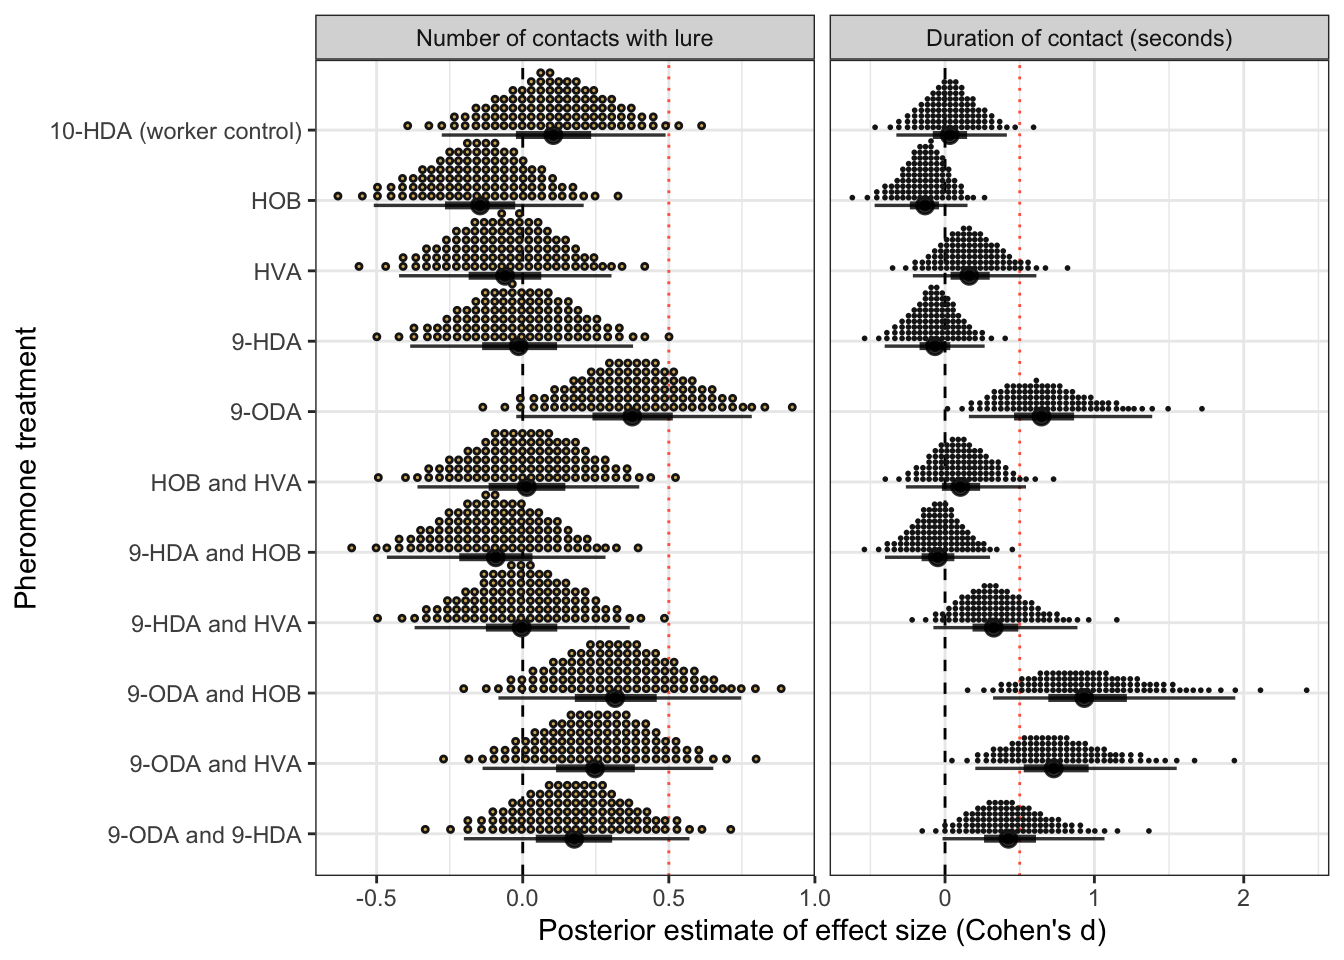 Number of contacts with lure
Duration of contact (seconds)
Pheromone treatment
10-HDA (worker control)
HOB
HVA
9-HDA
9-ODA
HOB and HVA
9-HDA and HOB
9-HDA and HVA
9-ODA and HOB
9-ODA and HVA
9-ODA and 9-HDA
-0.5 0.0 0.5 1.0
0 1 2
Posterior estimate of effect size (Cohen's d)